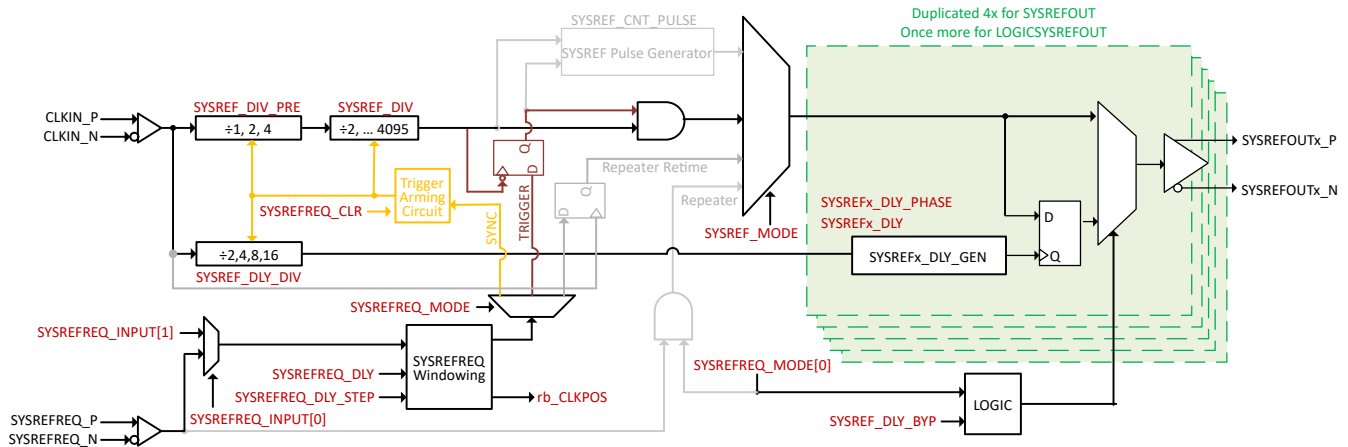 Duplicated 4x for SYSREFOUT
Once more for LOGICSYSREFOUT
SYSREF_CNT_PULSE
SYSREF Pulse Generator
CLKIN_P
CLKIN_N
SYSREF_DIV_PRE
÷1, 2, 4
SYSREF_DIV
÷2, ... 4095
Q
D
Trigger
Arming
Circuit
SYSREFREQ_CLR
SYNC
TRIGGER
Repeater Retime
Q
D
Repeater
SYSREF_MODE
SYSREFx_DLY_PHASE
SYSREFx_DLY
SYSREFx_DLY_GEN
D
Q
SYSREFOUTx_P
SYSREFOUTx_N
÷2,4,8,16
SYSREF_DLY_DIV
SYSREFREQ_MODE
SYSREFREQ_INPUT[1]
SYSREFREQ
Windowing
SYSREFREQ_DLY
SYSREFREQ_DLY_STEP
rb_CLKPOS
SYSREFREQ_INPUT[0]
SYSREFREQ_P
SYSREFREQ_N
SYSREFREQ_MODE[0]
LOGIC
SYSREF_DLY_BYP